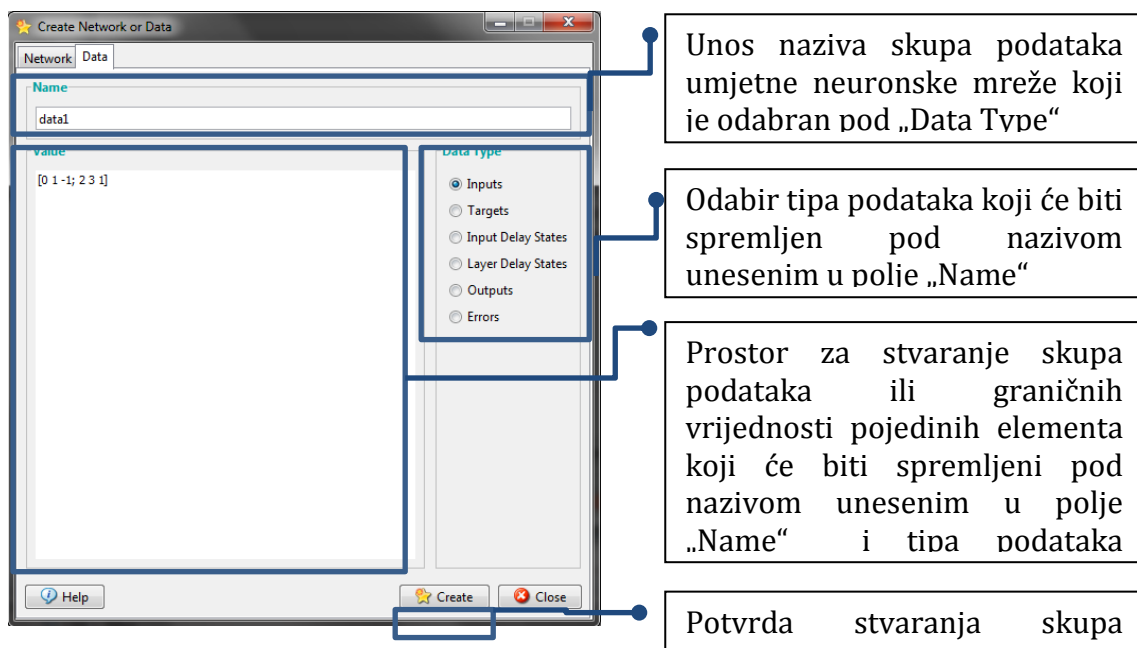 Create Network or Data
Network Data
Name
data1
Value
[0 1 -1; 2 3 1]
Data Type
Inputs
Targets
Input Delay States
Layer Delay States
Outputs
Errors
Help
Create
Close
Unos naziva skupa podataka
umjetne neuronske mreže koji
je odabran pod „Data Type“
Odabir tipa podataka koji će biti
spremljen pod nazivom
unesenim u polje „Name“
Prostor za stvaranje skupa
podataka ili graničnih
vrijednosti pojedinih elementa
koji će biti spremljeni pod
nazivom unesenim u polje
„Name“ i tipa podataka
Potvrda stvaranja skupa